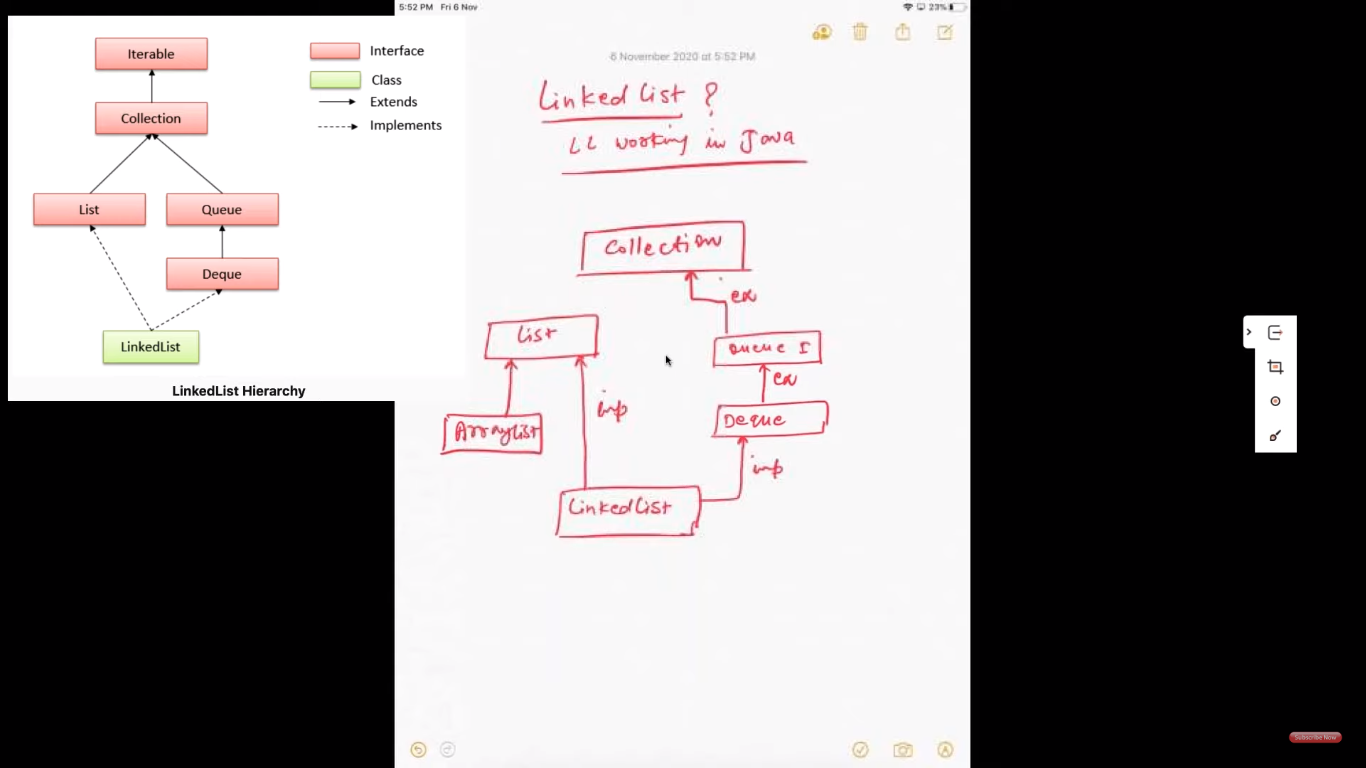 5:52 PM Fri 6 Nov
23%
Iterable
Interface
Class
Collection
Extends
Implements
List
Queue
Deque
LinkedList
LinkedList Hierarchy
6 November 2020 at 5:52 PM
Linked List ?
LL working in Java
Collection
ex
List
Queue I
ex
imp
Deque
ArrayList
imp
LinkedList
Subscribe Now